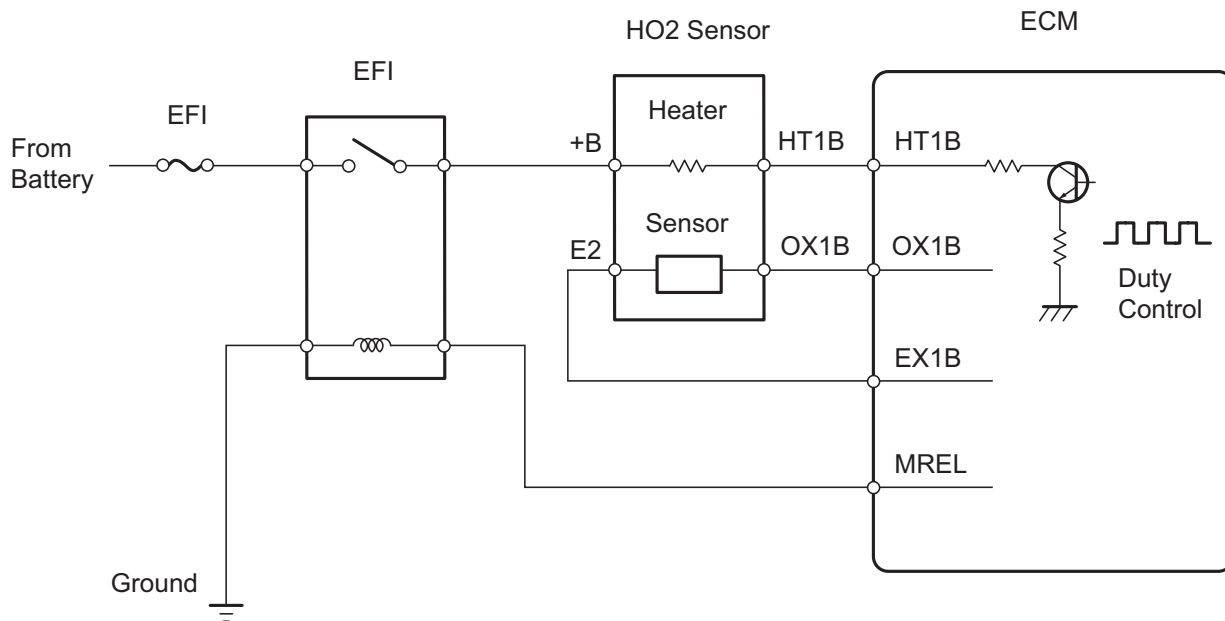 ECM
HO2 Sensor
EFI
EFI
Heater
From
Battery
+B
HT1B
HT1B
Sensor
E2
OX1B
OX1B
Duty
Control
EX1B
MREL
Ground